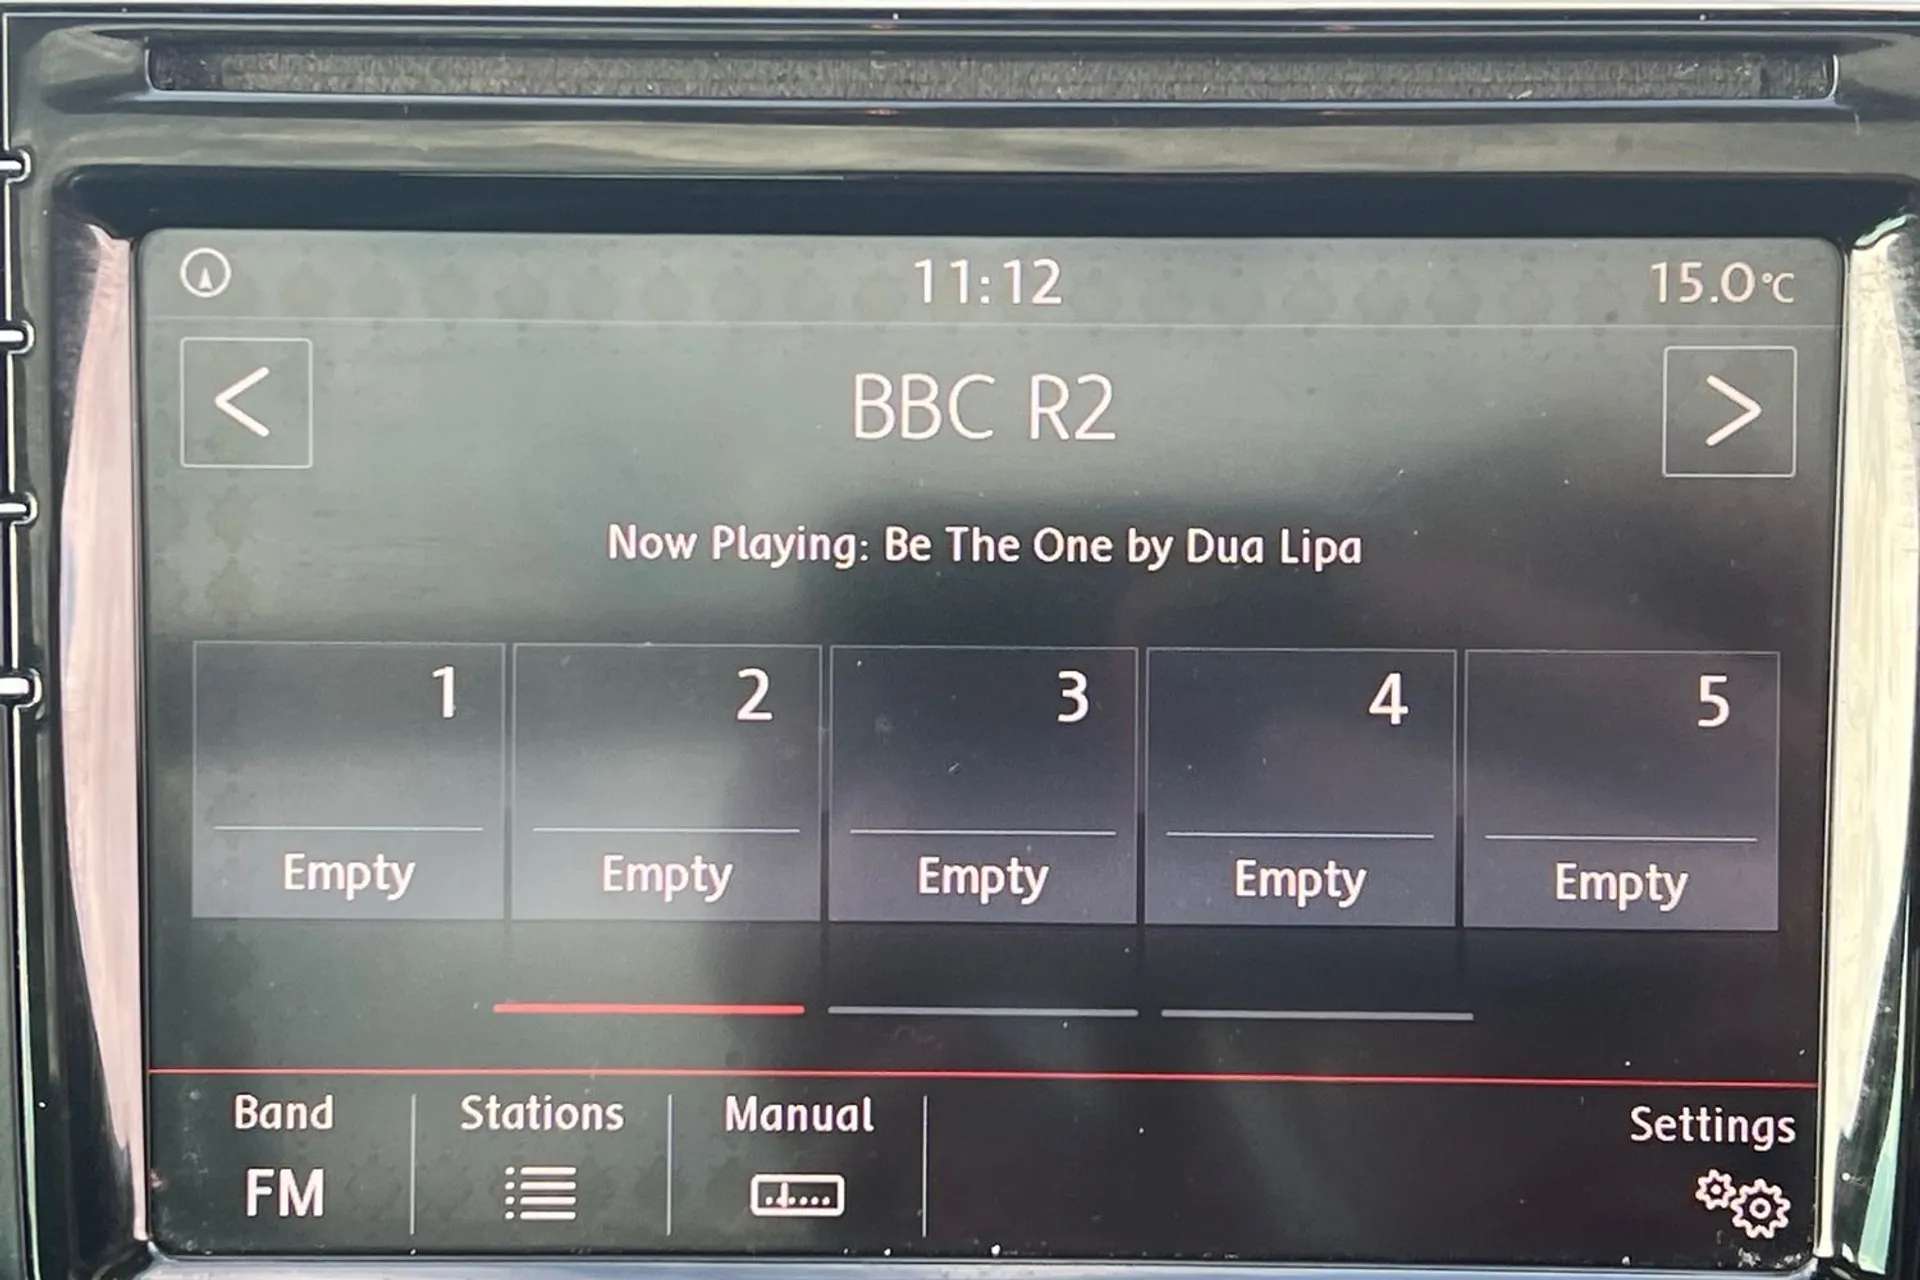 11:12
15.0°C
<
BBC R2
>
Now Playing: Be The One by Dua Lipa
1
2
3
4
5
Empty
Empty
Empty
Empty
Empty
Band
Stations
Manual
Settings
FM